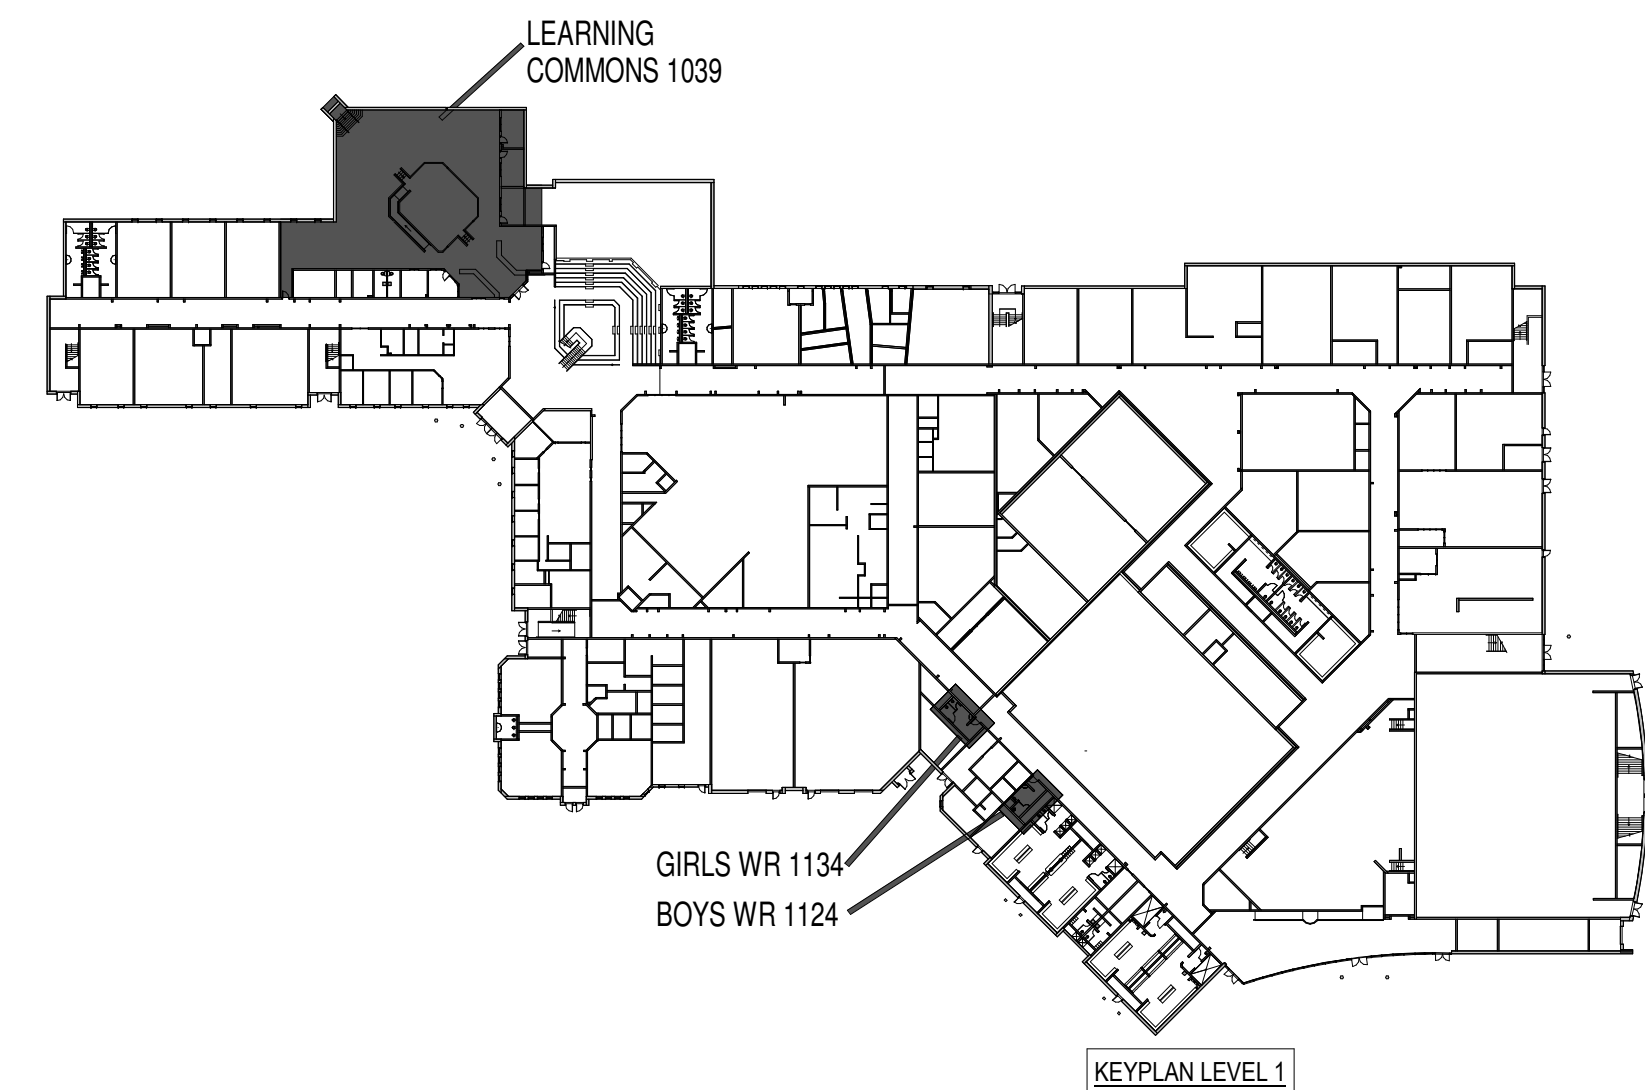 LEARNING
COMMONS 1039
GIRLS WR 1134
BOYS WR 1124
KEYPLAN LEVEL 1